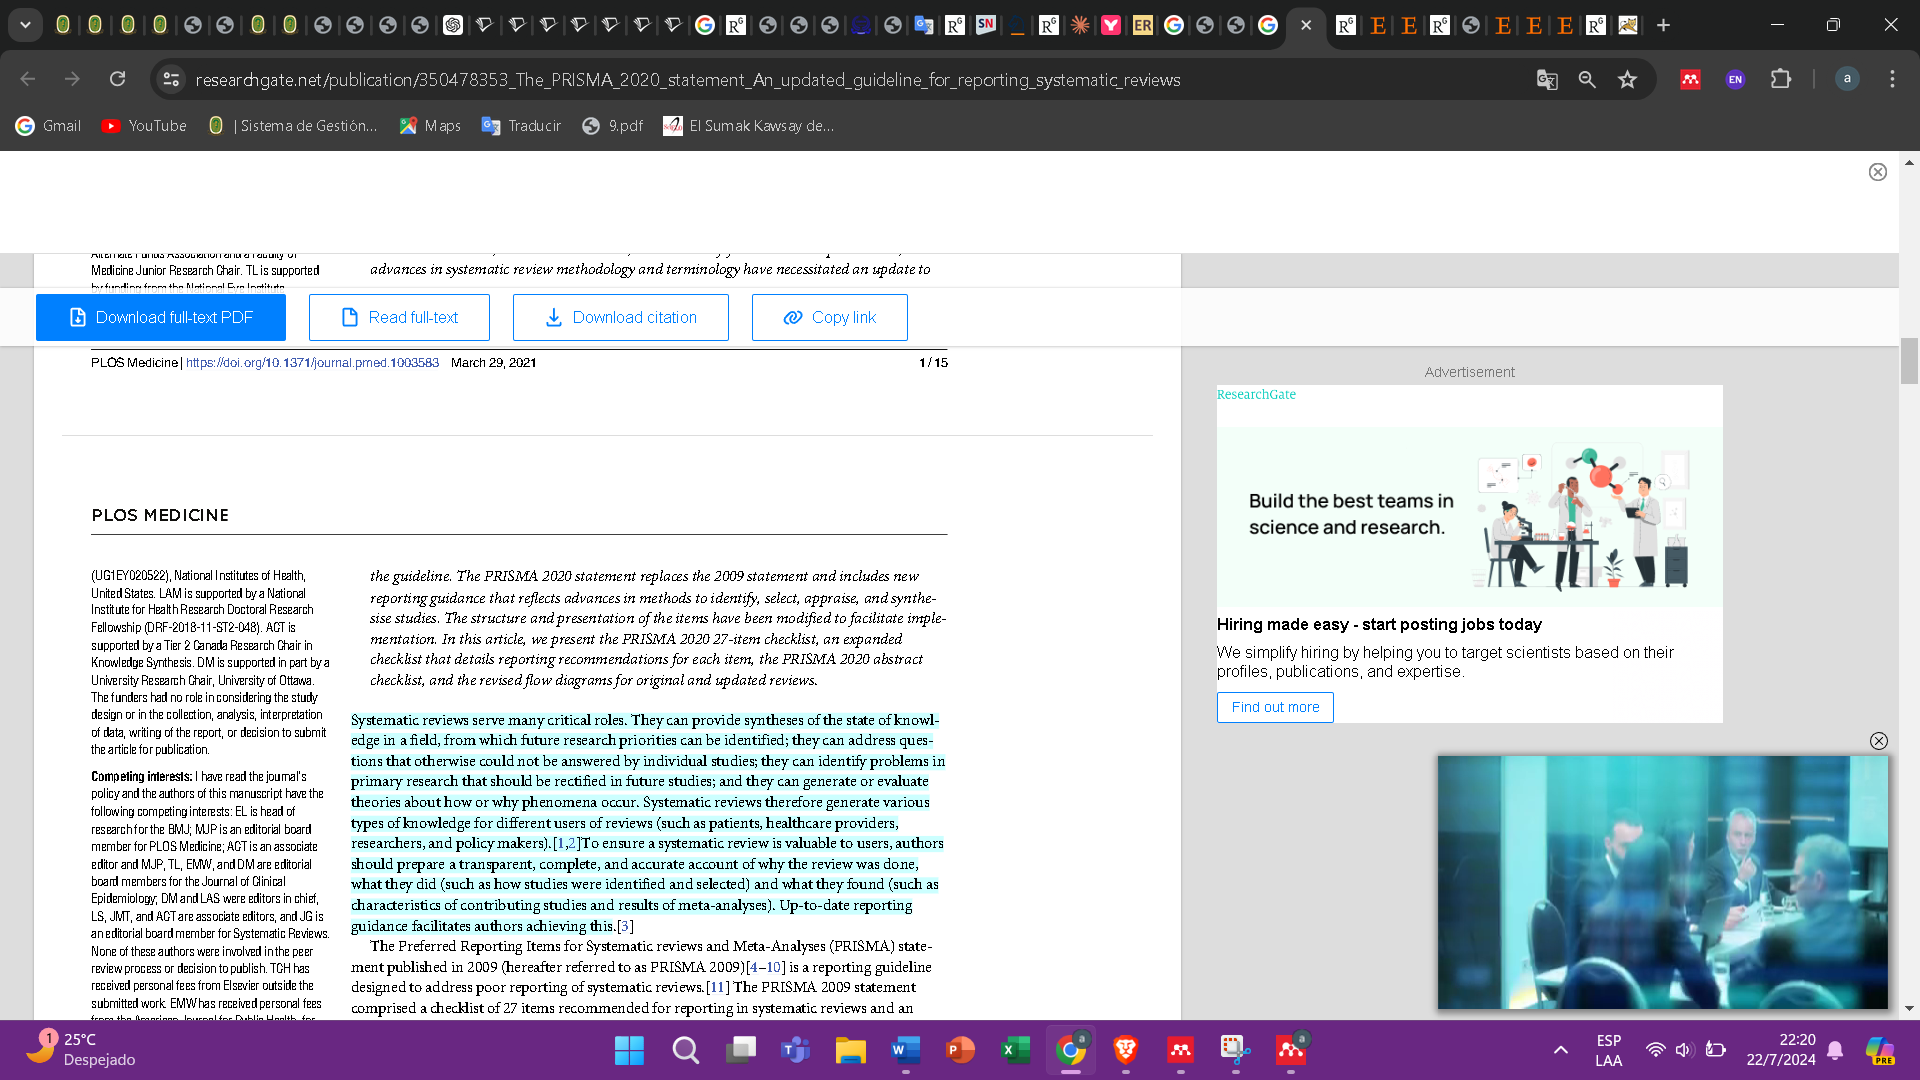 researchgate.net/publication/350478353_The_PRISMA_2020_statement_An_updated_guideline_for_reporting_systematic_reviews
EN
a
Gmail
YouTube
| Sistema de Gestión...
Maps
Traducir
9.pdf
El Sumak Kawsay de...
Medicine Junior Research Chair. TL is supported
by funding from the National Eye Institute
advances in systematic review methodology and terminology have necessitated an update to
Download full-text PDF
Read full-text
Download citation
Copy link
PLOS Medicine | https://doi.org/10.1371/journal.pmed.1003583 March 29, 2021
1 / 15
PLOS MEDICINE
(UG1EY020522), National Institutes of Health,
United States. LAM is supported by a National
Institute for Health Research Doctoral Research
Fellowship (DRF-2018-11-ST2-048). ACT is
supported by a Tier 2 Canada Research Chair in
Knowledge Synthesis. DM is supported in part by a
University Research Chair, University of Ottawa.
The funders had no role in considering the study
design or in the collection, analysis, interpretation
of data, writing of the report, or decision to submit
the article for publication.
Competing interests: I have read the journal's
policy and the authors of this manuscript have the
following competing interests: EL is head of
research for the BMJ; MJP is an editorial board
member for PLOS Medicine; ACT is an associate
editor and MJP, TL, EMW, and DM are editorial
board members for the Journal of Clinical
Epidemiology; DM and LAS were editors in chief,
LS, JMT, and ACT are associate editors, and JG is
an editorial board member for Systematic Reviews.
None of these authors were involved in the peer
review process or decision to publish. TCH has
received personal fees from Elsevier outside the
submitted work. EMW has received personal fees
from the American Journal for Public Health, for
the guideline. The PRISMA 2020 statement replaces the 2009 statement and includes new
reporting guidance that reflects advances in methods to identify, select, appraise, and synthe-
sise studies. The structure and presentation of the items have been modified to facilitate imple-
mentation. In this article, we present the PRISMA 2020 27-item checklist, an expanded
checklist that details reporting recommendations for each item, the PRISMA 2020 abstract
checklist, and the revised flow diagrams for original and updated reviews.
Systematic reviews serve many critical roles. They can provide syntheses of the state of knowl-
edge in a field, from which future research priorities can be identified; they can address ques-
tions that otherwise could not be answered by individual studies; they can identify problems in
primary research that should be rectified in future studies; and they can generate or evaluate
theories about how or why phenomena occur. Systematic reviews therefore generate various
types of knowledge for different users of reviews (such as patients, healthcare providers,
researchers, and policy makers).[1,2]To ensure a systematic review is valuable to users, authors
should prepare a transparent, complete, and accurate account of why the review was done,
what they did (such as how studies were identified and selected) and what they found (such as
characteristics of contributing studies and results of meta-analyses). Up-to-date reporting
guidance facilitates authors achieving this.[3]
The Preferred Reporting Items for Systematic reviews and Meta-Analyses (PRISMA) state-
ment published in 2009 (hereafter referred to as PRISMA 2009)[4–10] is a reporting guideline
designed to address poor reporting of systematic reviews.[11] The PRISMA 2009 statement
comprised a checklist of 27 items recommended for reporting in systematic reviews and an
Advertisement
ResearchGate
Build the best teams in
science and research.
Hiring made easy - start posting jobs today
We simplify hiring by helping you to target scientists based on their
profiles, publications, and expertise.
Find out more
1
25°C
Despejado
ESP
LAA
22:20
22/7/2024
PRE